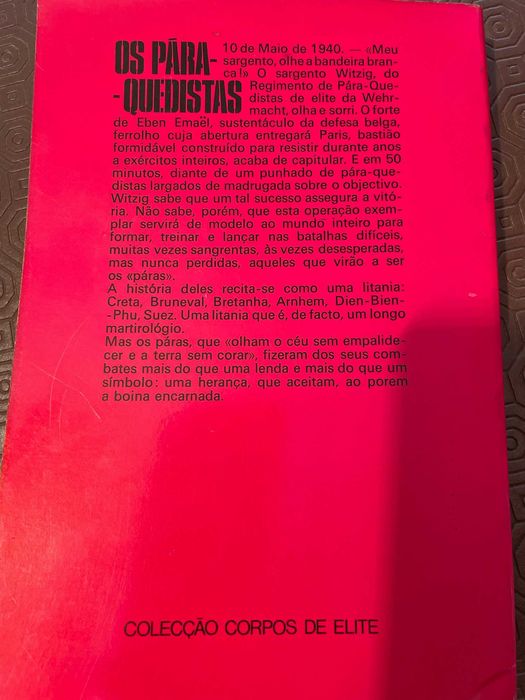 OS PÁRA-
-QUEDISTAS
10 de Maio de 1940. — «Meu
sargento, olhe a bandeira bran-
ca!» O sargento Witzig, do
Regimento de Pára-Que-
distas de elite da Wehr-
macht, olha e sorri. O forte
de Eben Emaël, sustentáculo da defesa belga,
ferrolho cuja abertura entregará Paris, bastião
formidável construído para resistir durante anos
a exércitos inteiros, acaba de capitular. E em 50
minutos, diante de um punhado de pára-que-
distas largados de madrugada sobre o objectivo.
Witzig sabe que um tal sucesso assegura a vitó-
ria. Não sabe, porém, que esta operação exem-
plar servirá de modelo ao mundo inteiro para
formar, treinar e lançar nas batalhas difíceis,
muitas vezes sangrentas, às vezes desesperadas,
mas nunca perdidas, aqueles que virão a ser
os «páras».
A história deles recita-se como uma litania:
Creta, Bruneval, Bretanha, Arnhem, Dien-Bien-
-Phu, Suez. Uma litania que é, de facto, um longo
martirológio.
Mas os páras, que «olham o céu sem empalide-
cer e a terra sem corar», fizeram dos seus com-
bates mais do que uma lenda e mais do que um
símbolo: uma herança, que aceitam, ao porem
a boina encarnada.
COLECÇÃO CORPOS DE ELITE